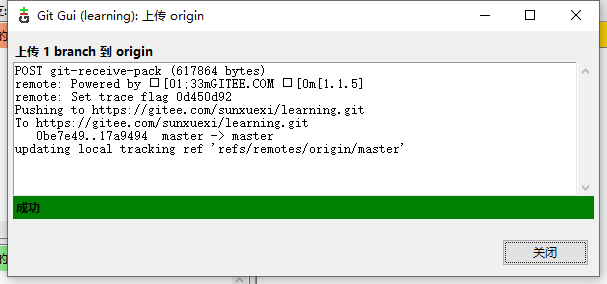 Git Gui (learning): 上传 origin
上传 1 branch 到 origin
POST git-receive-pack (617864 bytes)
remote: Powered by □[01;33mGITEE.COM □[0m[1.1.5]
remote: Set trace flag 0d450d92
Pushing to https://gitee.com/sunxuexi/learning.git
To https://gitee.com/sunxuexi/learning.git
   0be7e49..17a9494  master -> master
updating local tracking ref 'refs/remotes/origin/master'
成功
关闭